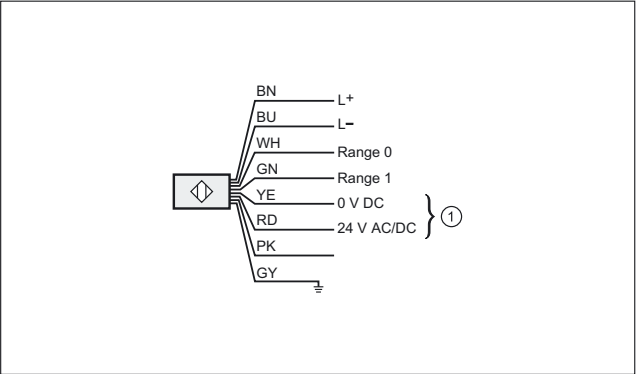 BN L+
BU L-
WH Range 0
GN Range 1
YE 0 V DC
RD 24 V AC/DC
1
PK
GY